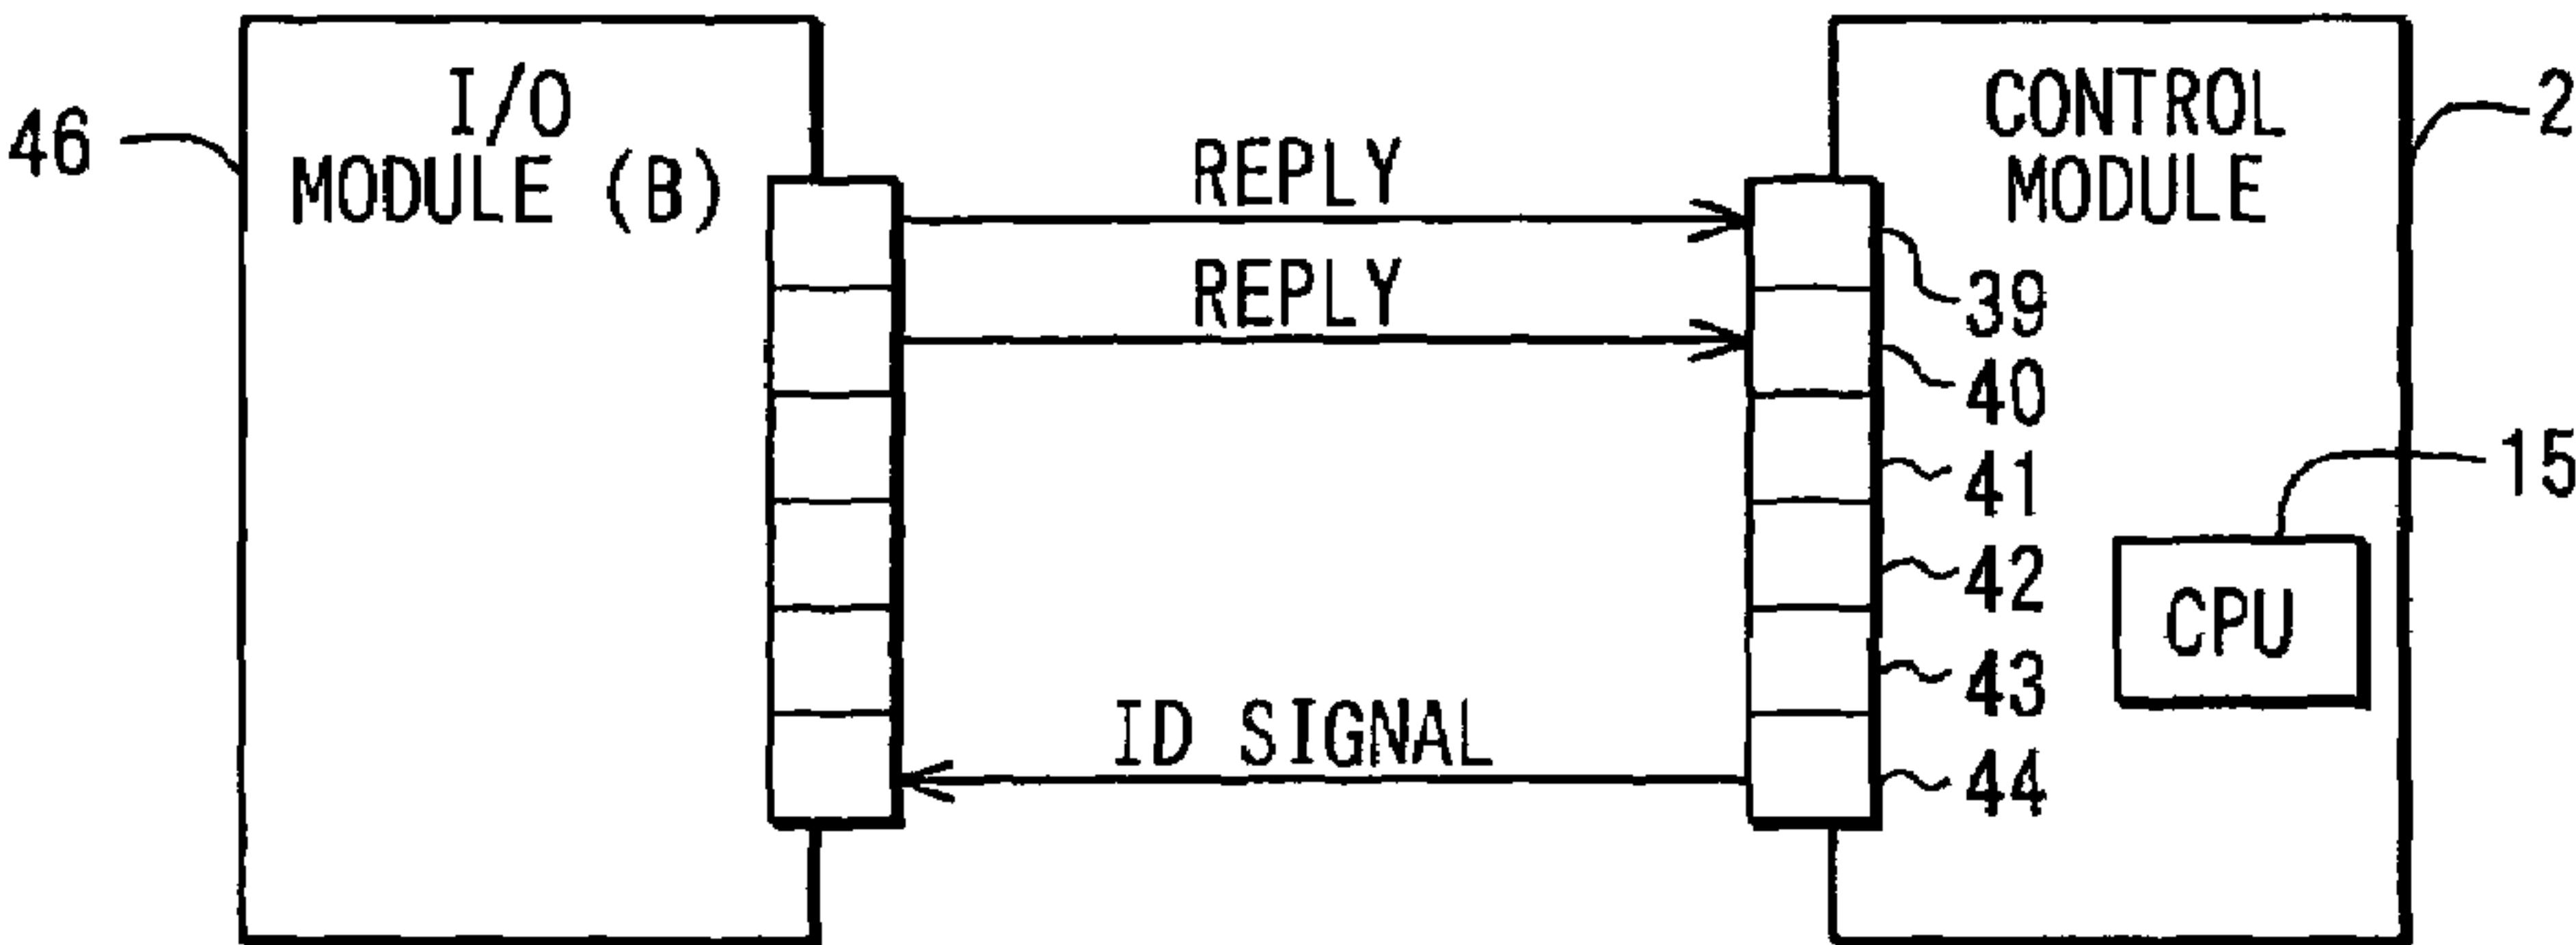 I/O
MODULE (B)
46
REPLY
REPLY
ID SIGNAL
CONTROL
MODULE
2
39
40
41
42
43
44
15
CPU